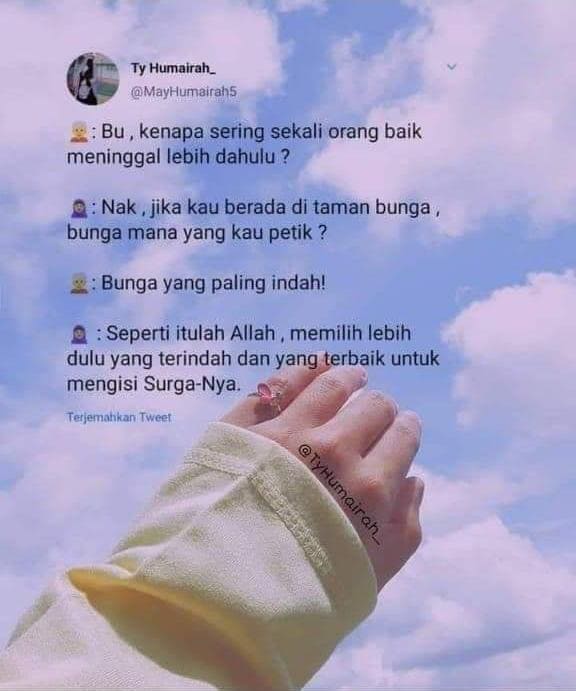 Ty Humairah_
@MayHumairah5
👳🏼: Bu , kenapa sering sekali orang baik
meninggal lebih dahulu ?
🧕🏽: Nak , jika kau berada di taman bunga ,
bunga mana yang kau petik ?
👳🏼: Bunga yang paling indah!
🧕🏽 : Seperti itulah Allah , memilih lebih
dulu yang terindah dan yang terbaik untuk
mengisi Surga-Nya.
Terjemahkan Tweet
@TyHumairah_